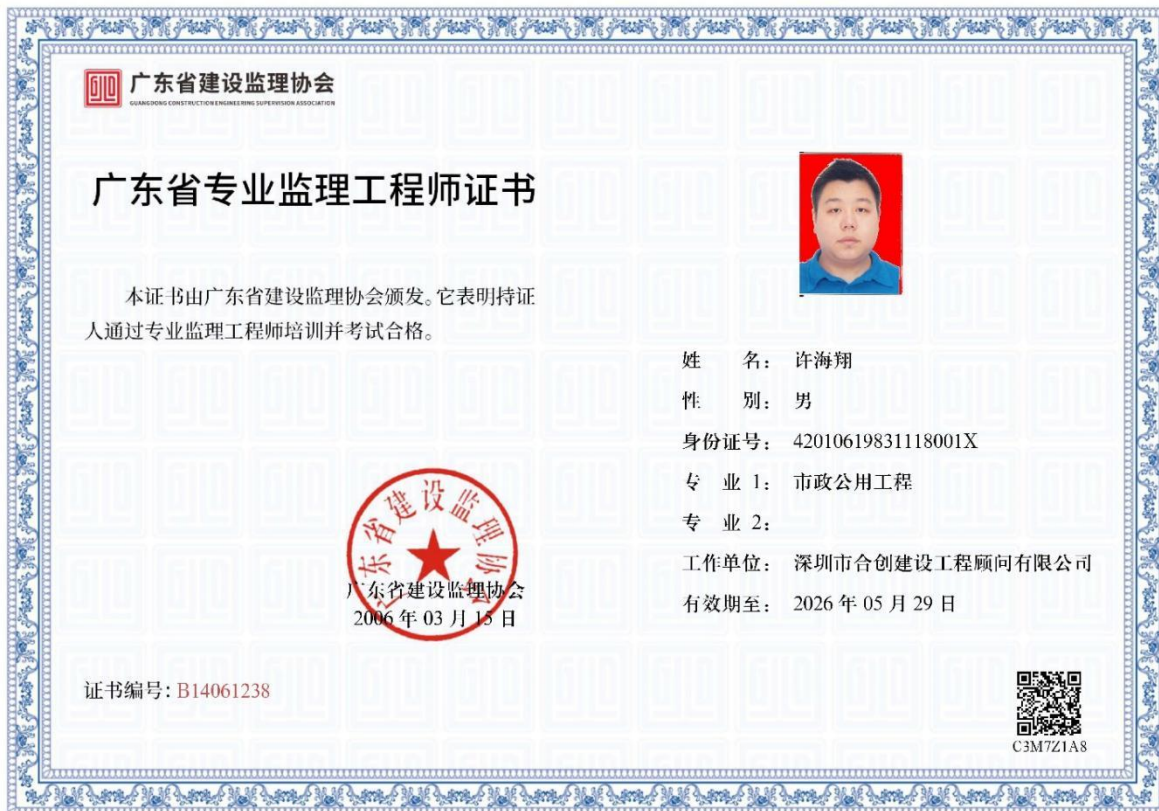 广东省建设监理协会
GUANGDONG CONSTRUCTION ENGINEERING SUPERVISION ASSOCIATION
广东省专业监理工程师证书
本证书由广东省建设监理协会颁发。它表明持证
人通过专业监理工程师培训并考试合格。
姓 名： 许海翔
性 别： 男
身份证号： 42010619831118001X
专 业 1： 市政公用工程
专 业 2：
工作单位： 深圳市合创建设工程顾问有限公司
有效期至： 2026 年 05 月 29 日
广东省建设监理协会
广东省建设监理协会
2006 年 03 月 15 日
证书编号: B14061238
C3M7Z1A8